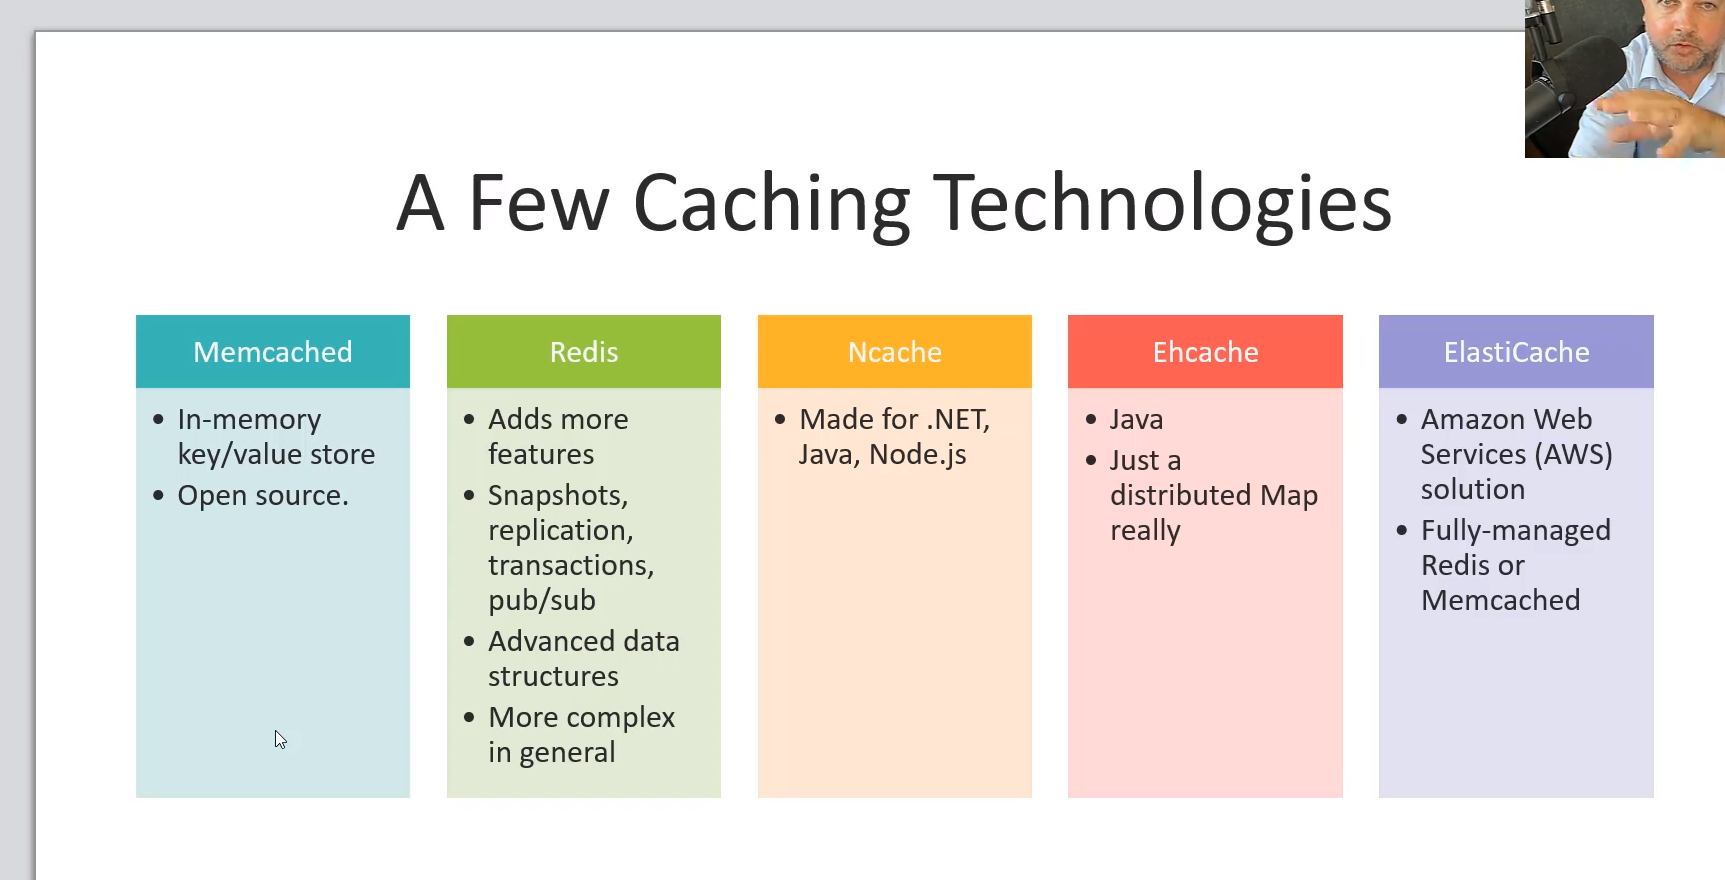 A Few Caching Technologies
Memcached
• In-memory
key/value store
• Open source.
Redis
• Adds more
features
• Snapshots,
replication,
transactions,
pub/sub
• Advanced data
structures
• More complex
in general
Ncache
• Made for .NET,
Java, Node.js
Ehcache
• Java
• Just a
distributed Map
really
ElastiCache
• Amazon Web
Services (AWS)
solution
• Fully-managed
Redis or
Memcached